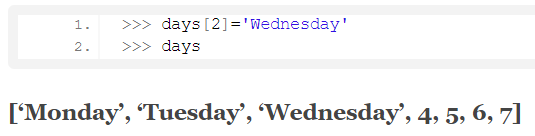 1. >>> days[2]='Wednesday'
2. >>> days
[‘Monday’, ‘Tuesday’, ‘Wednesday’, 4, 5, 6, 7]